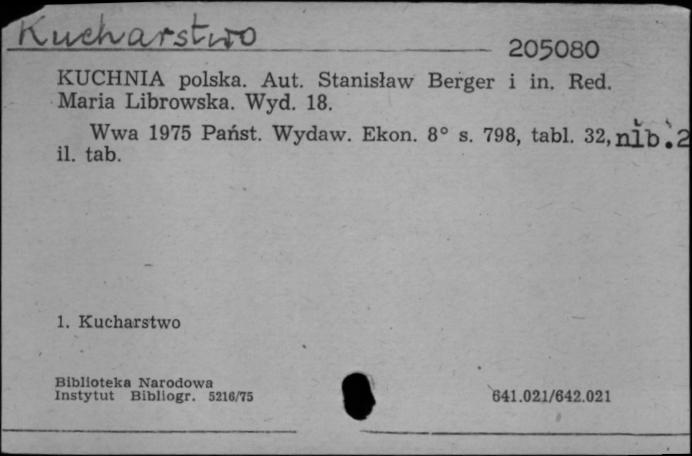 Kucharstwo
205080
KUCHNIA polska. Aut. Stanisław Berger i in. Red.
Maria Librowska. Wyd. 18.
Wwa 1975 Państ. Wydaw. Ekon. 8° s. 798, tabl. 32, nlb. 2
il. tab.
1. Kucharstwo
Biblioteka Narodowa
Instytut Bibliogr. 5216/75
641.021/642.021